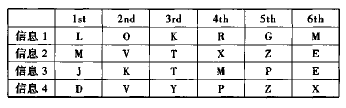 1st 2nd 3rd 4th 5th 6th
信息 1 L O K R G M
信息 2 M V T X Z E
信息 3 J K T M P E
信息 4 D V Y P Z X